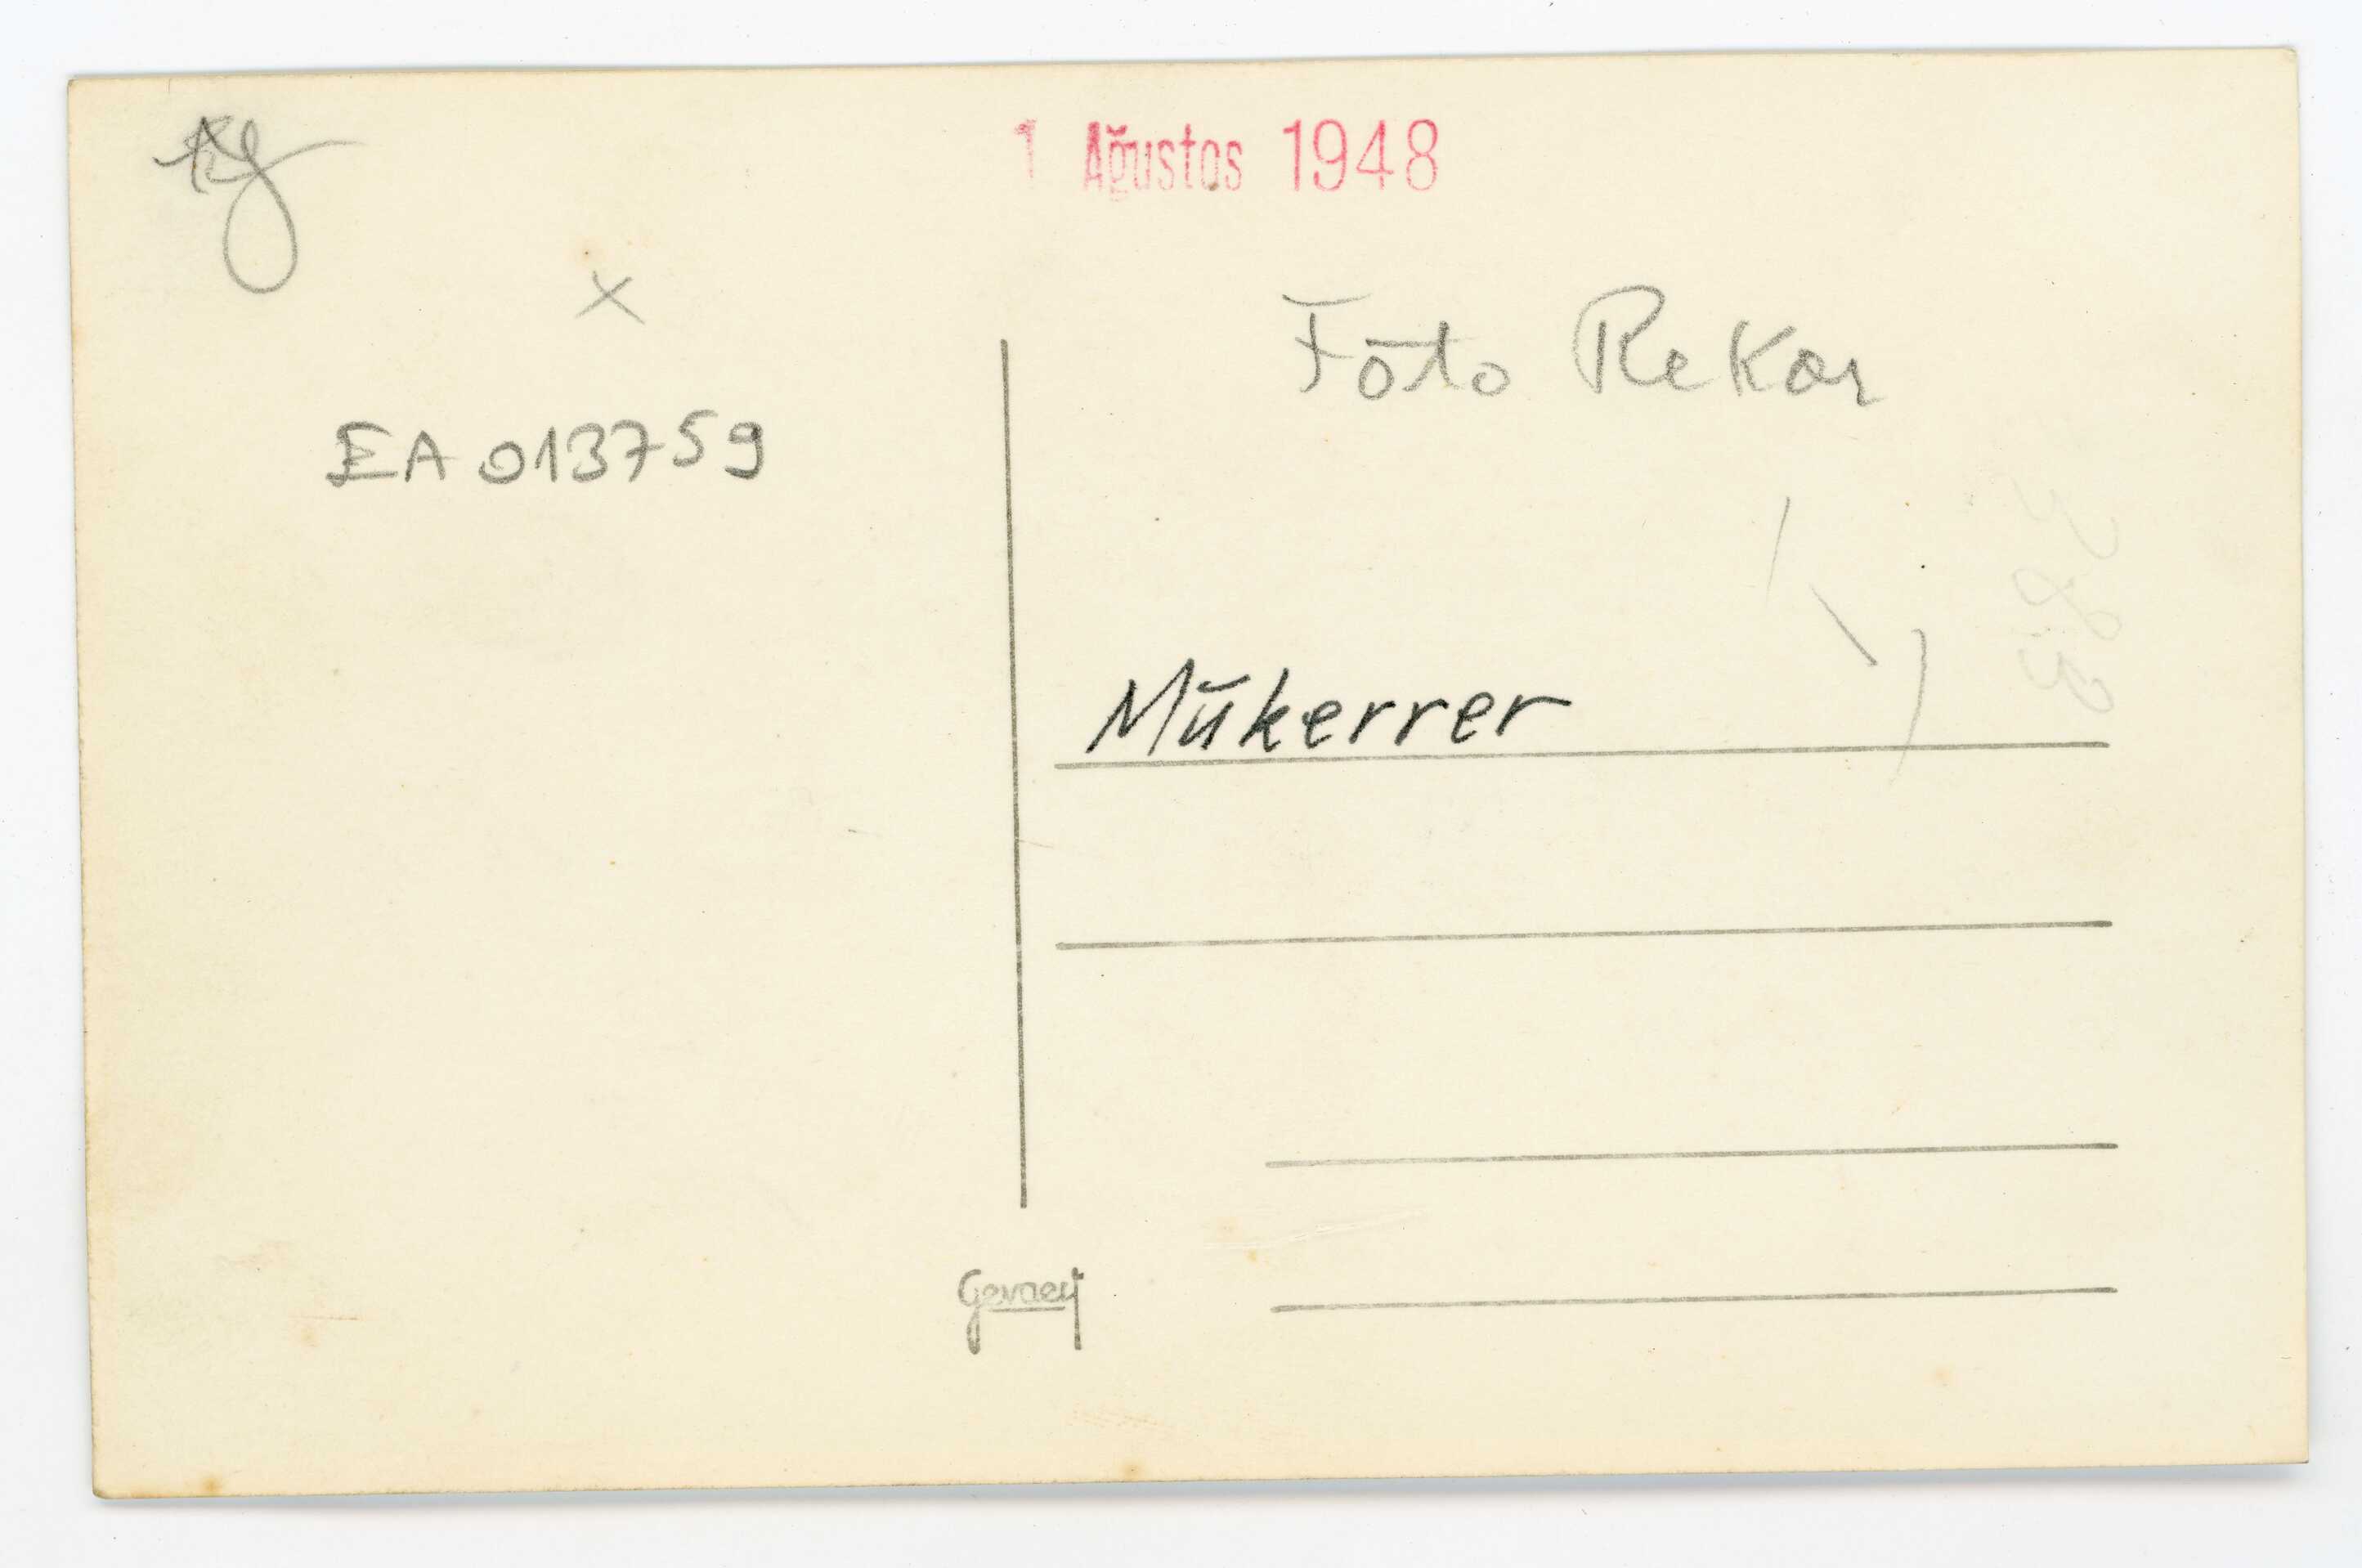 1 Ağustos 1948
x
Foto Rekor
EA 013759
Mükerrer
Gevaert